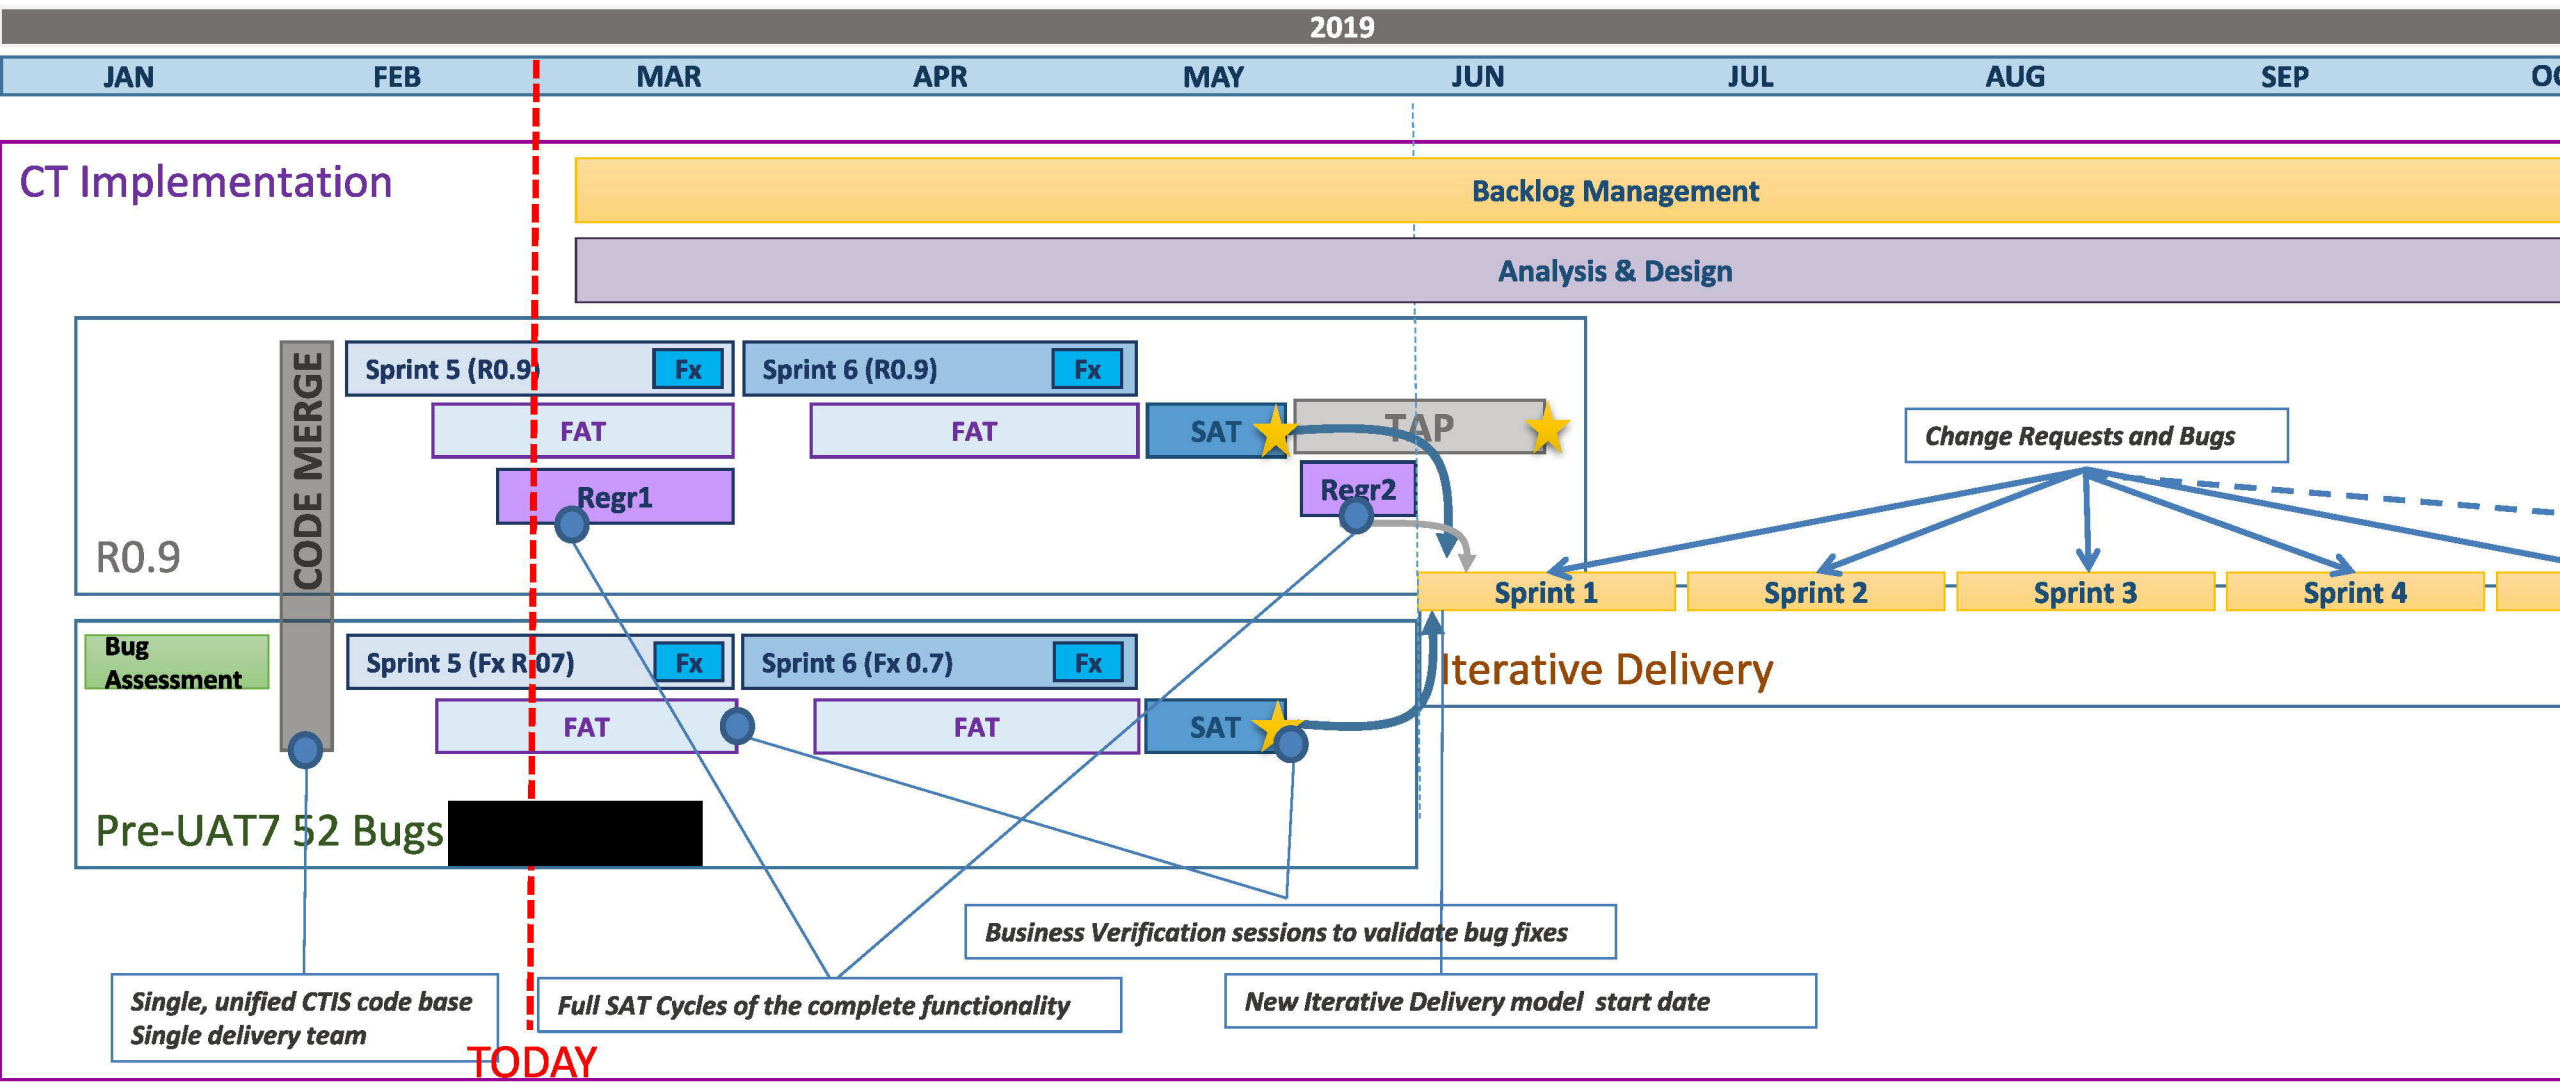 2019
JAN FEB MAR APR MAY JUN JUL AUG SEP
CT Implementation
Backlog Management
Analysis & Design
CODE MERGE
Sprint 5 (R0.9) Fx Sprint 6 (R0.9) Fx
FAT FAT SAT TAP
Change Requests and Bugs
Regr1 Regr2
R0.9
Sprint 1 Sprint 2 Sprint 3 Sprint 4
Bug
Assessment
Sprint 5 (Fx R 07) Fx Sprint 6 (Fx 0.7) Fx
Iterative Delivery
FAT FAT SAT
Pre-UAT7 52 Bugs
Business Verification sessions to validate bug fixes
Single, unified CTIS code base
Single delivery team
Full SAT Cycles of the complete functionality
New Iterative Delivery model start date
TODAY